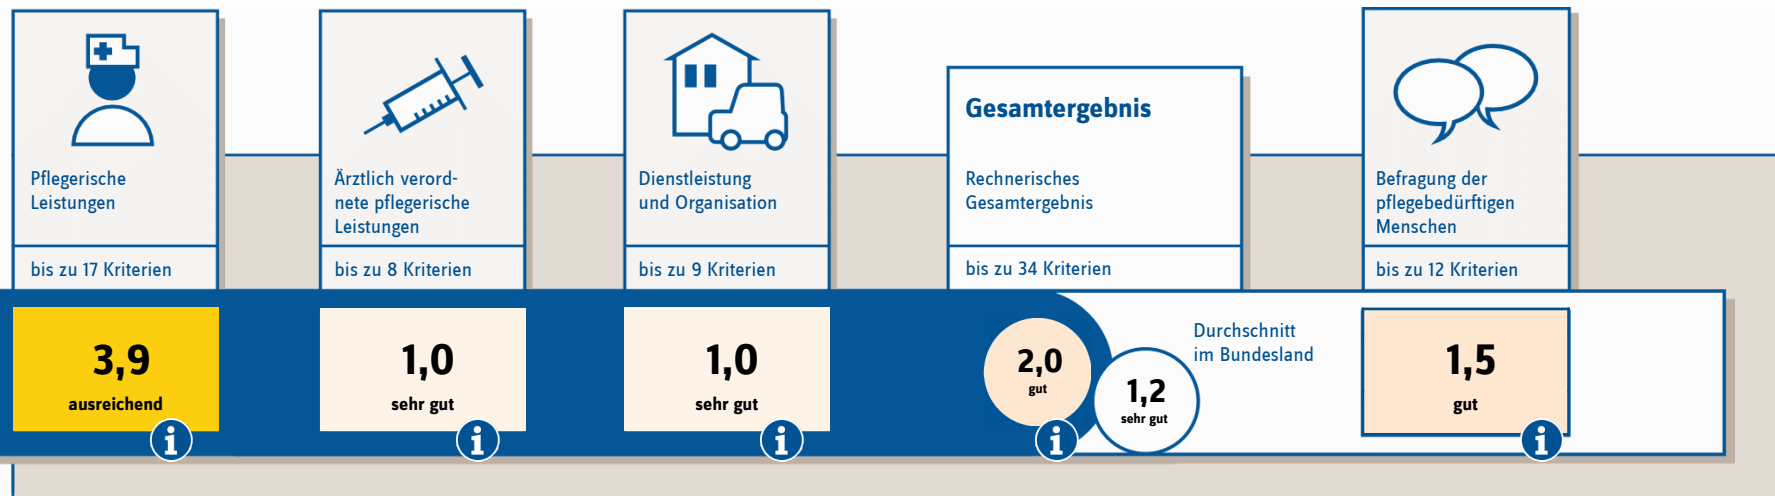 Pflegerische
Leistungen
bis zu 17 Kriterien
3,9
ausreichend
i
Ärztlich verord-
nete pflegerische
Leistungen
bis zu 8 Kriterien
1,0
sehr gut
i
Dienstleistung
und Organisation
bis zu 9 Kriterien
1,0
sehr gut
i
Gesamtergebnis
Rechnerisches
Gesamtergebnis
bis zu 34 Kriterien
2,0
gut
i
1,2
sehr gut
Durchschnitt
im Bundesland
Befragung der
pflegebedürftigen
Menschen
bis zu 12 Kriterien
1,5
gut
i